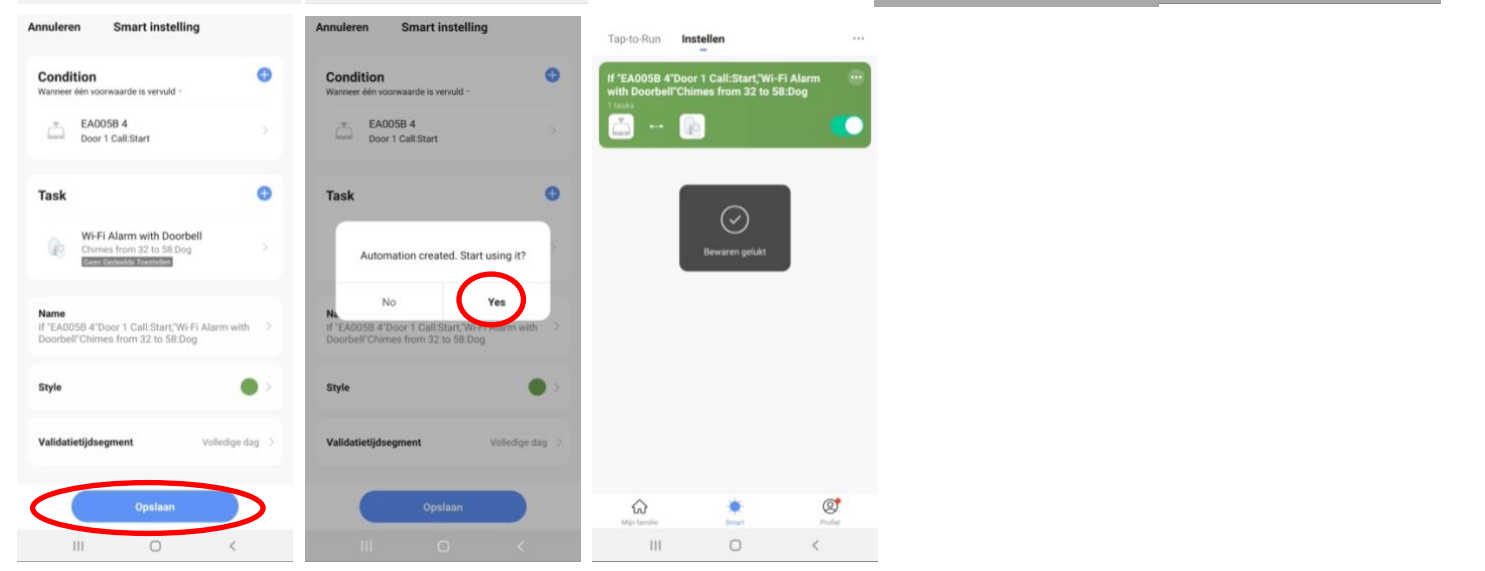 Annuleren Smart instelling
Condition
Wanneer één voorwaarde is vervuld
EA005B 4
Door 1 Call:Start
Task
Wi-Fi Alarm with Doorbell
Chimes from 32 to 58:Dog
Geen Gedeelde Toestellen
Name
If "EA005B 4"Door 1 Call:Start,"Wi-Fi Alarm with
Doorbell"Chimes from 32 to 58:Dog
Style
Validatietijdsegment Volledige dag
Opslaan
Annuleren Smart instelling
Condition
Wanneer één voorwaarde is vervuld
EA005B 4
Door 1 Call:Start
Task
Automation created. Start using it?
No Yes
If "EA005B 4"Door 1 Call:Start,"Wi-Fi Alarm with
Doorbell"Chimes from 32 to 58:Dog
Style
Validatietijdsegment Volledige dag
Opslaan
Tap-to-Run Instellen
If "EA005B 4"Door 1 Call:Start,"Wi-Fi Alarm
with Doorbell"Chimes from 32 to 58:Dog
1 tasks
Bewaren gelukt
Mijn familie Smart Profiel